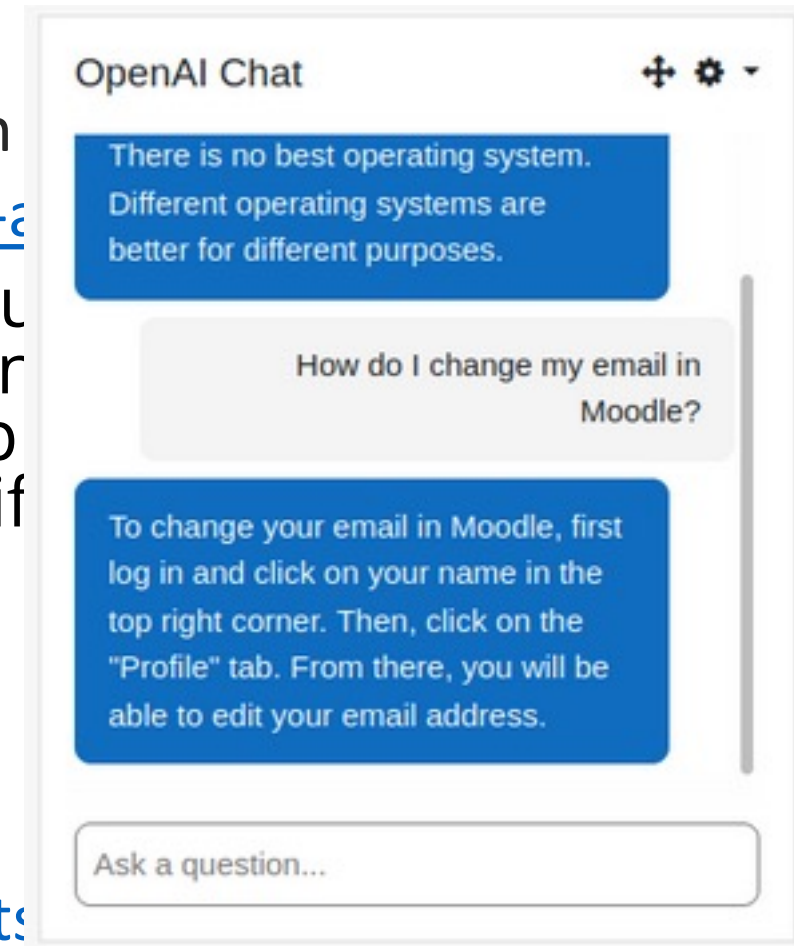 OpenAI Chat
There is no best operating system.
Different operating systems are
better for different purposes.
How do I change my email in
Moodle?
To change your email in Moodle, first
log in and click on your name in the
top right corner. Then, click on the
"Profile" tab. From there, you will be
able to edit your email address.
Ask a question...